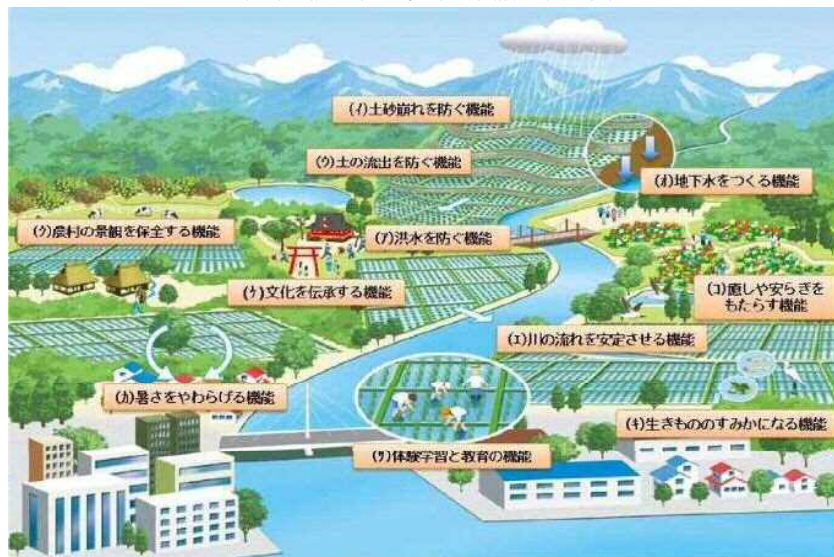 (イ)土砂崩れを防ぐ機能
(ウ)土の流出を防ぐ機能
(オ)地下水をつくる機能
(ク)農村の景観を保全する機能
(ア)洪水を防ぐ機能
(ケ)文化を伝承する機能
(コ)癒しや安らぎを
もたらす機能
(エ)川の流れを安定させる機能
(カ)暑さをやわらげる機能
(キ)生きもののすみかになる機能
(サ)体験学習と教育の機能